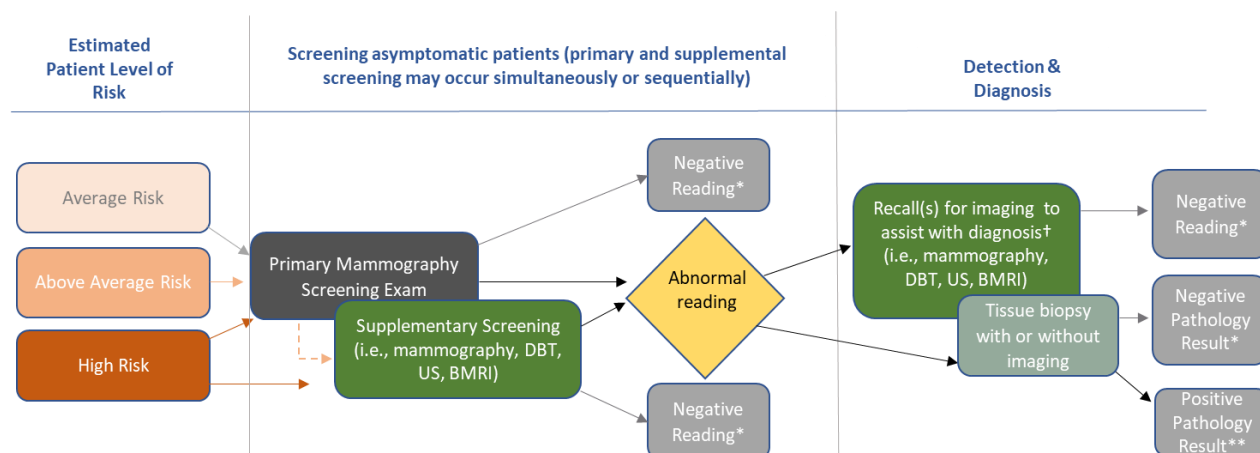 Estimated
Patient Level of
Risk
Screening asymptomatic patients (primary and supplemental
screening may occur simultaneously or sequentially)
Detection &
Diagnosis
Average Risk
Above Average Risk
High Risk
Primary Mammography
Screening Exam
Supplementary Screening
(i.e., mammography, DBT,
US, BMRI)
Negative
Reading*
Abnormal
reading
Negative
Reading*
Recall(s) for imaging to
assist with diagnosis†
(i.e., mammography,
DBT, US, BMRI)
Tissue biopsy
with or without
imaging
Negative
Reading*
Negative
Pathology
Result*
Positive
Pathology
Result**